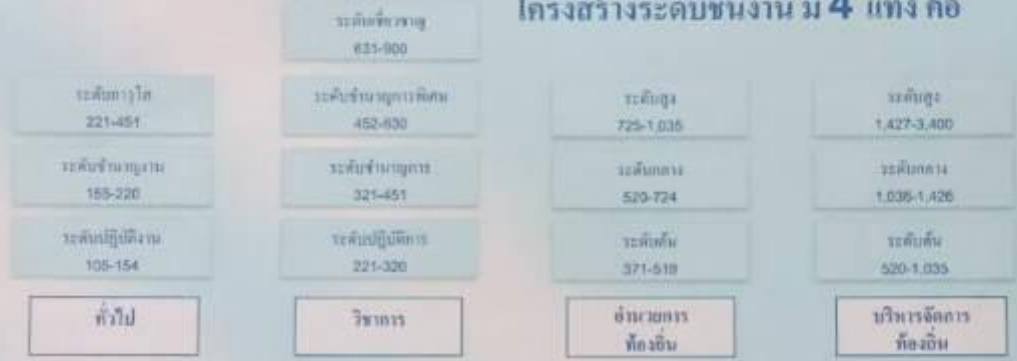 โครงสร้างระดับชั้นงาน มี 4 แท่ง คือ
ระดับเชี่ยวชาญ
631-900
ระดับอาวุโส
221-451
ระดับชำนาญการพิเศษ
452-630
ระดับสูง
725-1,035
ระดับสูง
1,427-3,400
ระดับชำนาญงาน
155-220
ระดับชำนาญการ
321-451
ระดับกลาง
520-724
ระดับกลาง
1,036-1,426
ระดับปฏิบัติงาน
105-154
ระดับปฏิบัติการ
221-320
ระดับต้น
371-519
ระดับต้น
520-1,035
ทั่วไป
วิชาการ
อำนวยการ
ท้องถิ่น
บริหารจัดการ
ท้องถิ่น